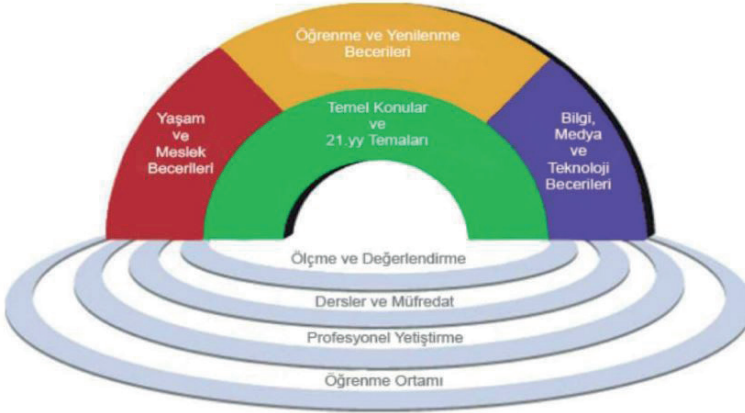 Öğrenme ve Yenilenme
Becerileri
Yaşam
ve
Meslek
Becerileri
Temel Konular
ve
21.yy Temaları
Bilgi,
Medya
ve
Teknoloji
Becerileri
Ölçme ve Değerlendirme
Dersler ve Müfredat
Profesyonel Yetiştirme
Öğrenme Ortamı